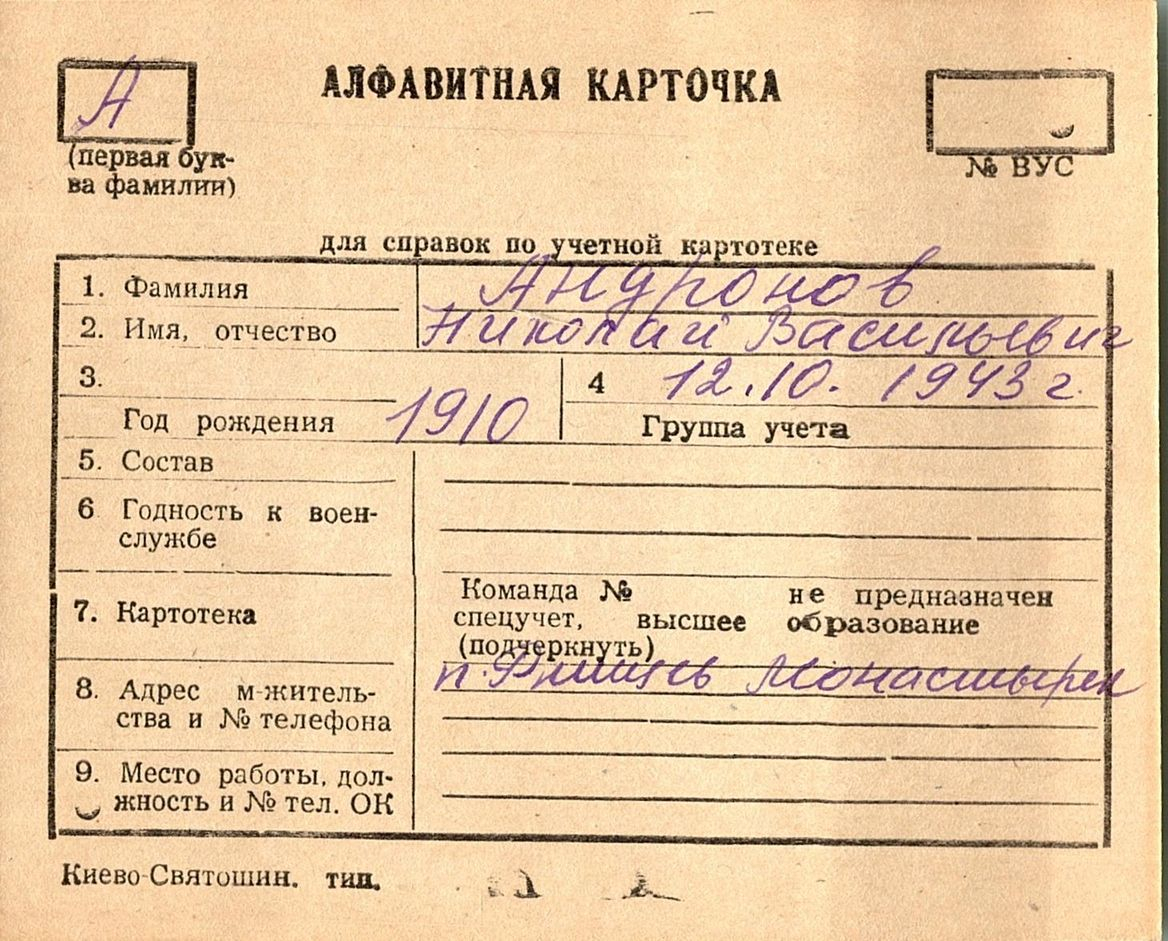 А
АЛФАВИТНАЯ КАРТОЧКА
(первая бук-
ва фамилии)
№ ВУС
для справок по учетной картотеке
1. Фамилия Андронов
2. Имя, отчество Николай Васильевич
3. 4 12.10.1943 г.
Год рождения 1910 Группа учета
5. Состав
6 Годность к воен-
службе
7. Картотека
Команда № не предназначен
спецучет, высшее образование
(подчеркнуть)
8. Адрес м-житель-
ства и № телефона
п. Монастырек
9. Место работы, дол-
жность и № тел. ОК
Киево-Святошин. тип.